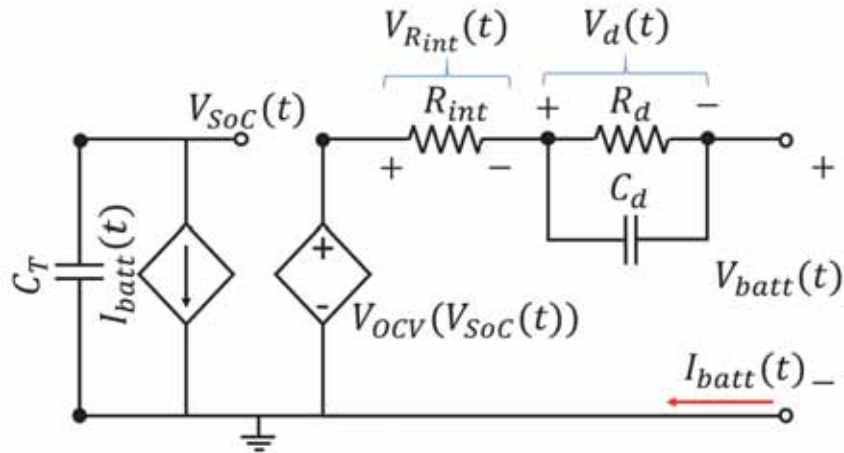 V_{R_{int}}(t) V_d(t)
V_{SoC}(t) + R_{int} - + R_d -
C_T I_{batt}(t) + - C_d +
V_{OCV}(V_{SoC}(t)) V_{batt}(t)
I_{batt}(t) -